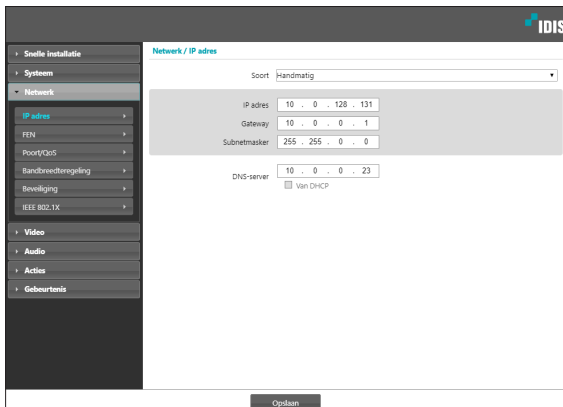 IDIS
Snelle installatie
Systeem
Netwerk
IP adres
FEN
Poort/QoS
Bandbreedteregeling
Beveiliging
IEEE 802.1X
Video
Audio
Acties
Gebeurtenis
Netwerk / IP adres
Soort Handmatig
IP adres 10 . 0 . 128 . 131
Gateway 10 . 0 . 0 . 1
Subnetmasker 255 . 255 . 0 . 0
DNS-server 10 . 0 . 0 . 23
Van DHCP
Opslaan